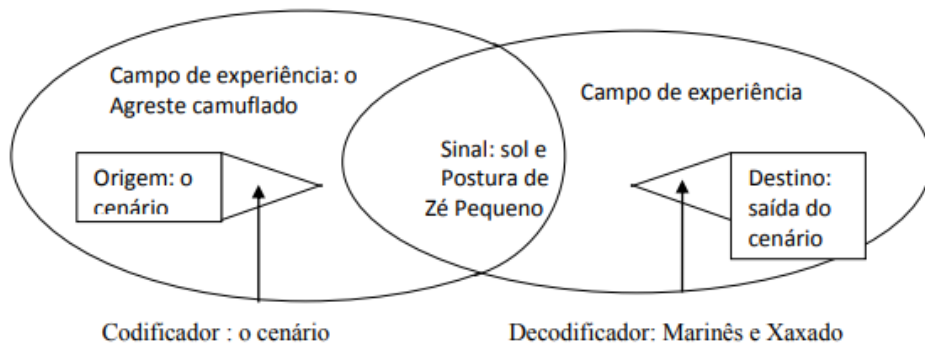 Campo de experiência: o
Agreste camuflado
Origem: o
cenário
Sinal: sol e
Postura de
Zé Pequeno
Campo de experiência
Destino:
saída do
cenário
Codificador : o cenário
Decodificador: Marinês e Xaxado